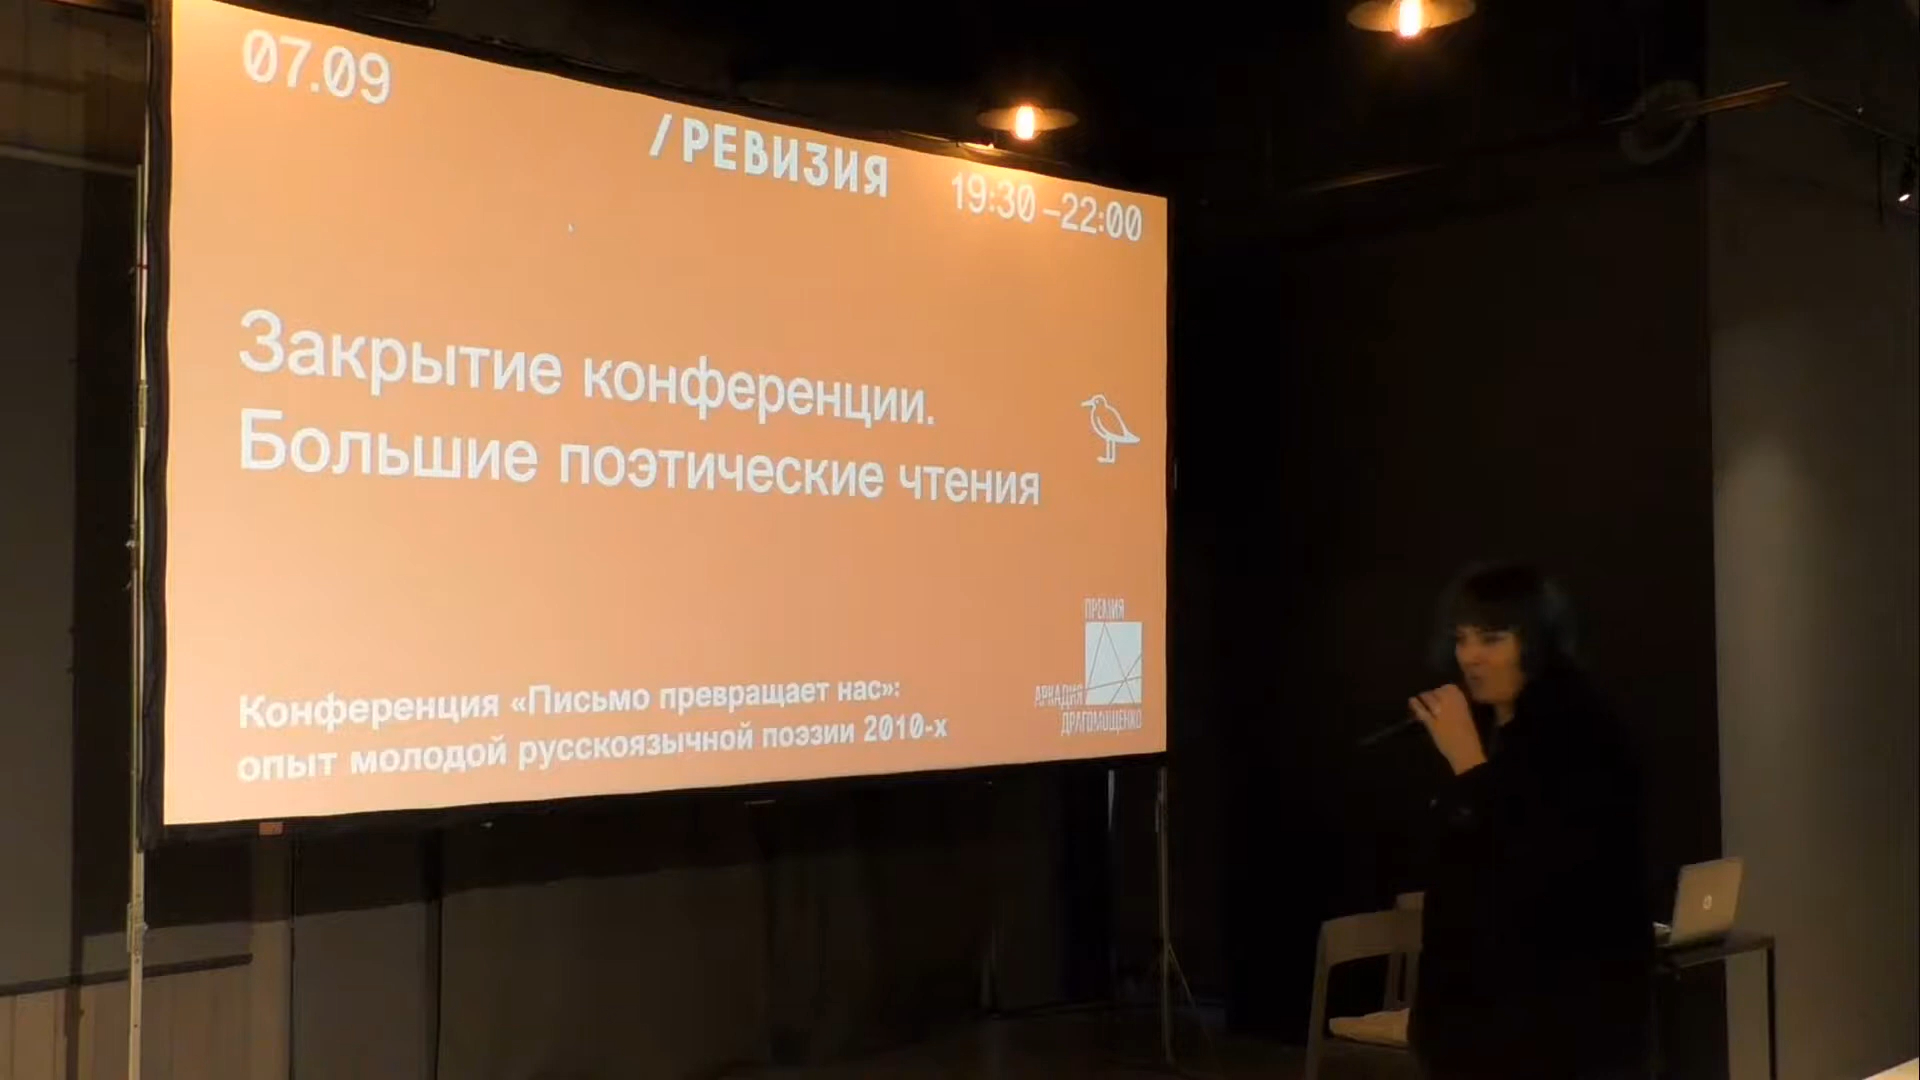 07.09
/РЕВИЗИЯ
19:30–22:00
Закрытие конференции.
Большие поэтические чтения
Конференция «Письмо превращает нас»:
опыт молодой русскоязычной поэзии 2010-х
ПРЕМИЯ
АРКАДИЯ
ДРАГОМОЩЕНКО